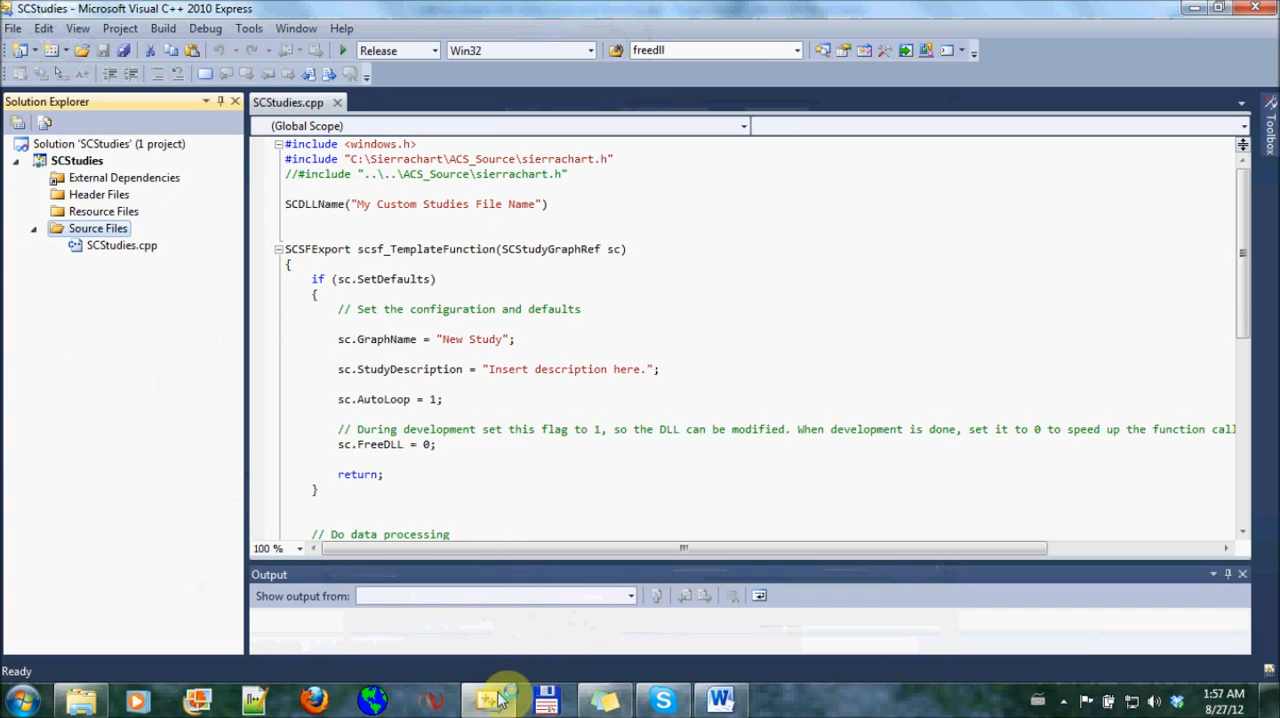 SCStudies - Microsoft Visual C++ 2010 Express
File Edit View Project Build Debug Tools Window Help
Release Win32 freedll
Solution Explorer
SCStudies.cpp
Toolbox
(Global Scope)
Solution 'SCStudies' (1 project)
SCStudies
External Dependencies
Header Files
Resource Files
Source Files
SCStudies.cpp
#include <windows.h>
#include "C:\Sierrachart\ACS_Source\sierrachart.h"
//#include "..\..\ACS_Source\sierrachart.h"
SCDLLName("My Custom Studies File Name")
SCSFExport scsf_TemplateFunction(SCStudyGraphRef sc)
{
if (sc.SetDefaults)
{
// Set the configuration and defaults
sc.GraphName = "New Study";
sc.StudyDescription = "Insert description here.";
sc.AutoLoop = 1;
// During development set this flag to 1, so the DLL can be modified. When development is done, set it to 0 to speed up the function call
sc.FreeDLL = 0;
return;
}
// Do data processing
100 %
Output
Show output from:
Ready
1:57 AM
8/27/12